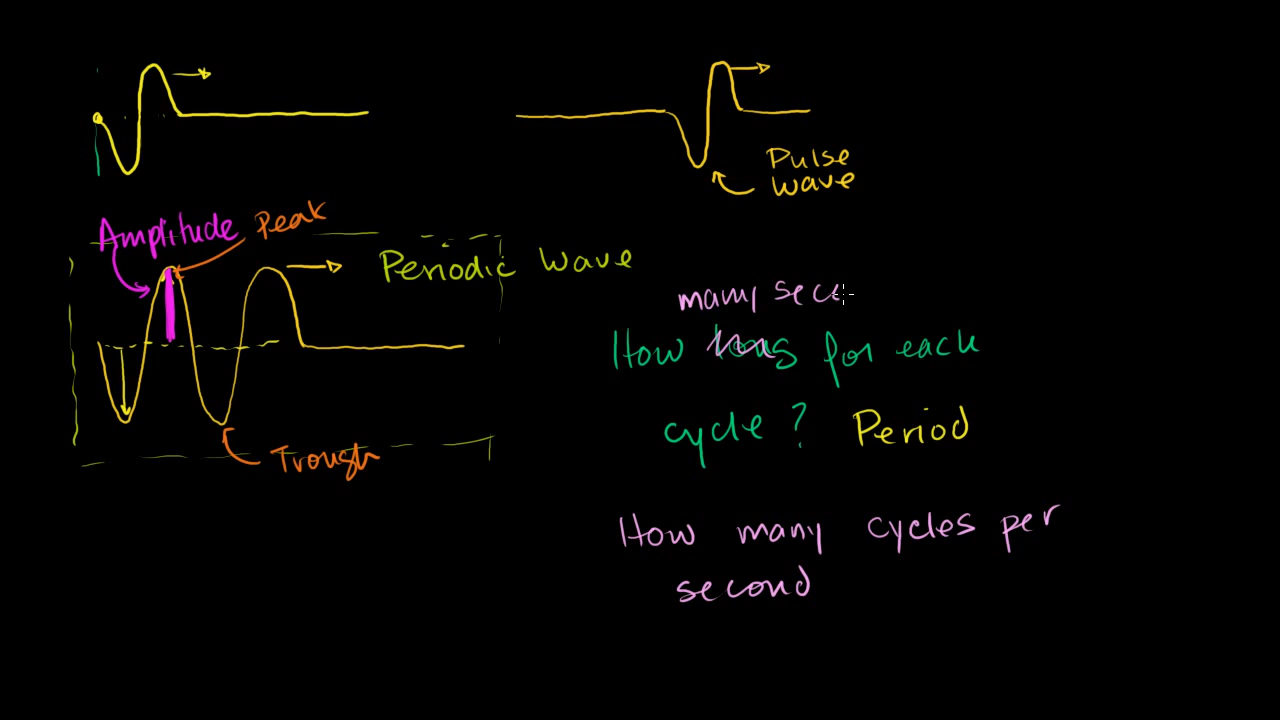 Pulse
wave
Amplitude Peak
Periodic wave
many seco
How long for each
cycle? Period
Trough
How many cycles per
second